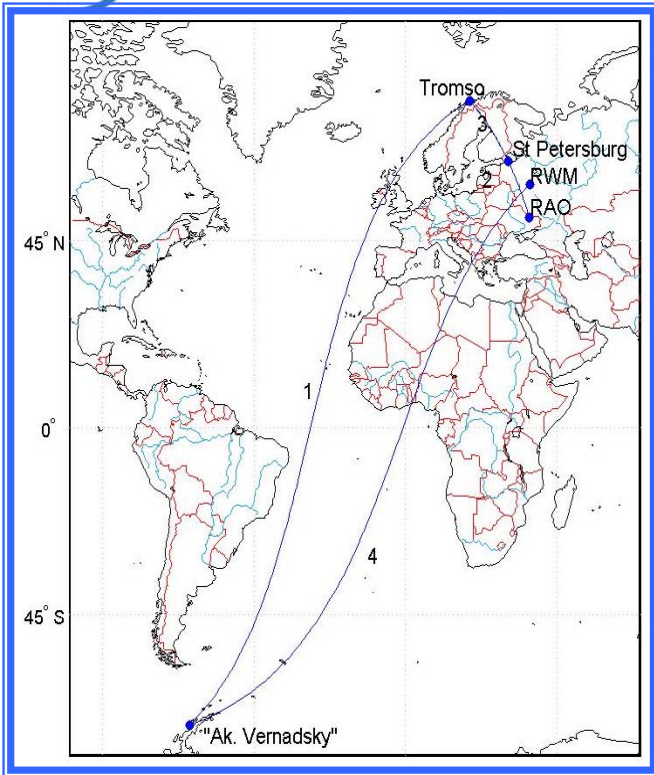 Tromso
3
St Petersburg
2
RWM
RAO
45° N
1
0°
4
45° S
"Ak. Vernadsky"